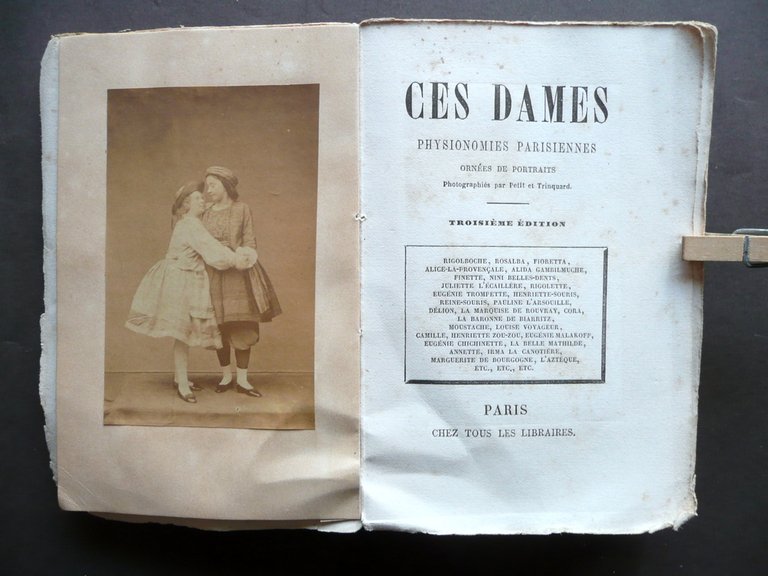 CES DAMES
PHYSIONOMIES PARISIENNES
ORNÉES DE PORTRAITS
Photographiés par Petit et Trinquard.
TROISIÈME ÉDITION
RIGOLBOCHE, ROSALBA, FIORETTA,
ALICE-LA-PROVENÇALE, ALIDA GAMBILMUCHE,
FINETTE, NINI BELLES-DENTS,
JULIETTE L'ÉCAILLÈRE, RIGOLETTE,
EUGÉNIE TROMPETTE, HENRIETTE-SOURIS,
REINE-SOURIS, PAULINE L'ARSOUILLE,
DÉLION, LA MARQUISE DE ROUVRAY, CORA,
LA BARONNE DE BIARRITZ,
MOUSTACHE, LOUISE VOYAGEUR,
CAMILLE, HENRIETTE ZOU-ZOU, EUGÉNIE MALAKOFF,
EUGÉNIE CHICHINETTE, LA BELLE MATHILDE,
ANNETTE, IRMA LA CANOTIÈRE,
MARGUERITE DE BOURGOGNE, L'AZTÈQUE,
ETC., ETC., ETC.
PARIS
CHEZ TOUS LES LIBRAIRES.